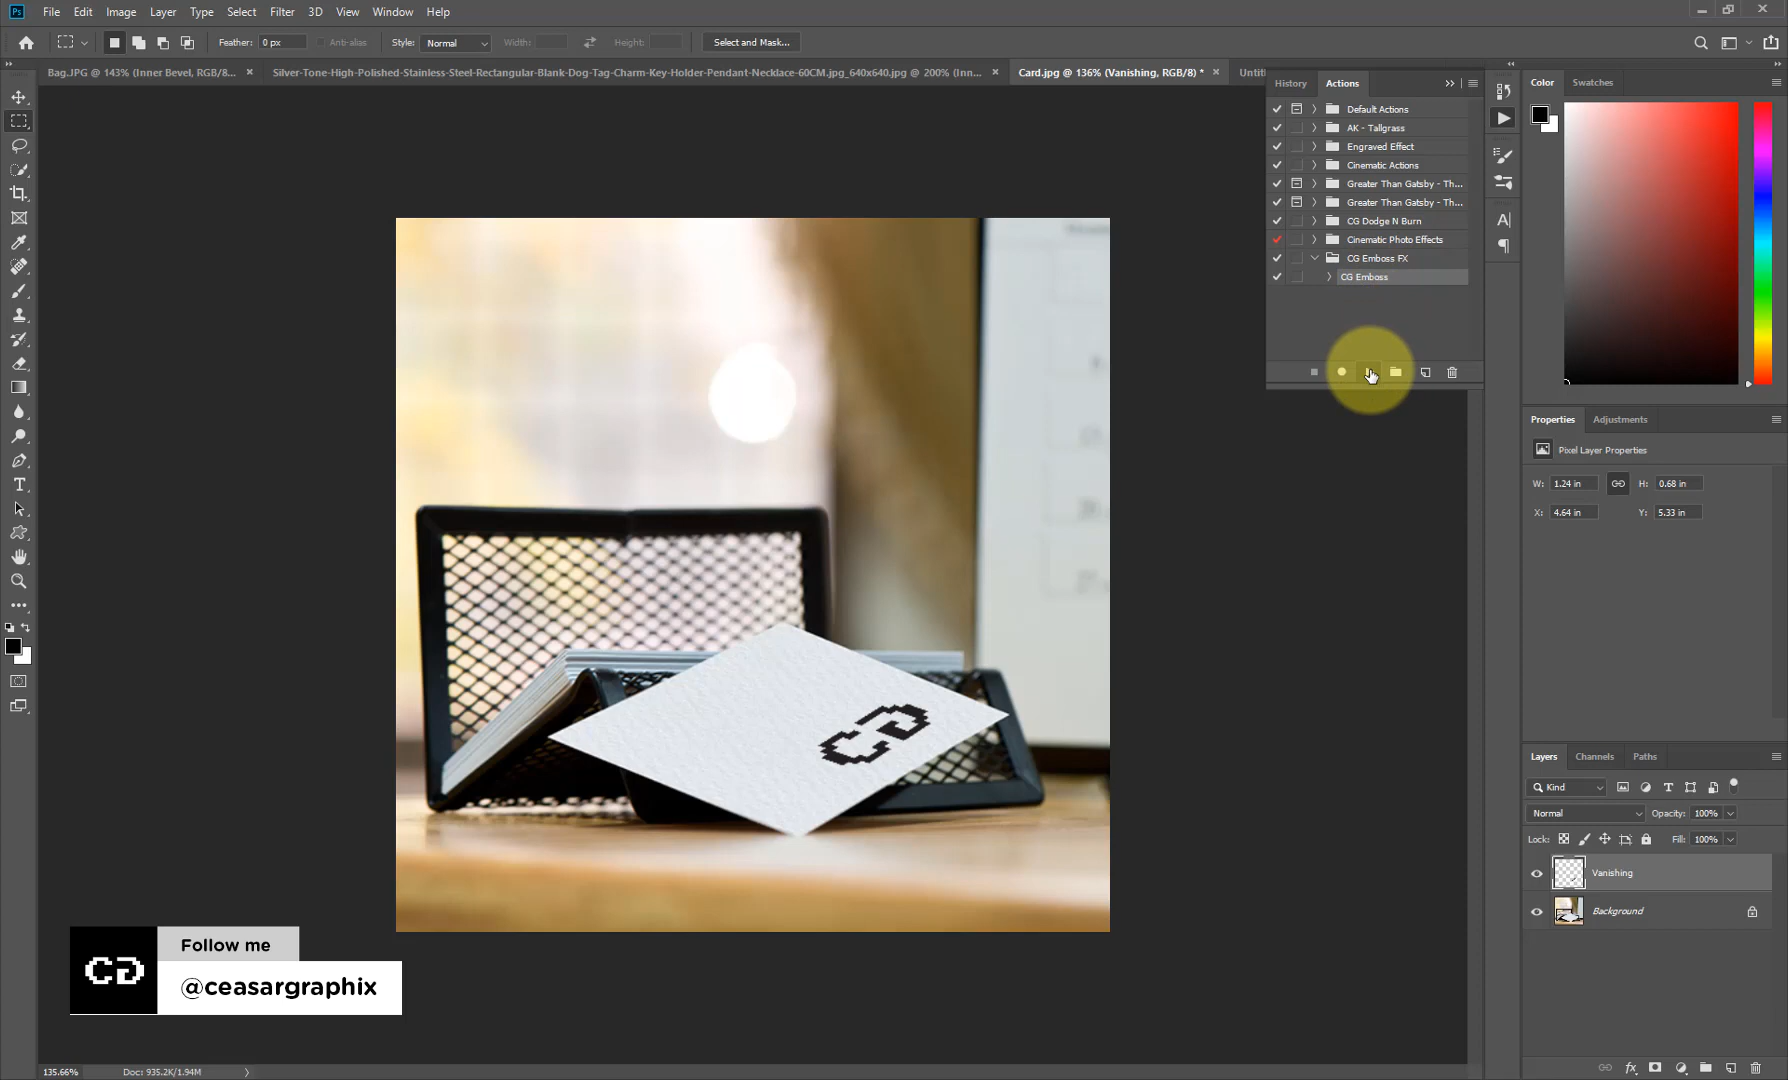 Ps File Edit Image Layer Type Select Filter 3D View Window Help
Feather: 0 px Anti-alias Style: Normal Width: Height: Select and Mask...
Bag.JPG @ 143% (Inner Bevel, RGB/8... × Silver-Tone-High-Polished-Stainless-Steel-Rectangular-Blank-Dog-Tag-Charm-Key-Holder-Pendant-Necklace-60CM.jpg_640x640.jpg @ 200% (Inn... × Card.jpg @ 136% (Vanishing, RGB/8) * × Untit
History Actions
Default Actions
AK - Tallgrass
Engraved Effect
Cinematic Actions
Greater Than Gatsby - Th...
Greater Than Gatsby - Th...
CG Dodge N Burn
Cinematic Photo Effects
CG Emboss FX
CG Emboss
Color Swatches
Properties Adjustments
Pixel Layer Properties
W: 1.24 in H: 0.68 in
X: 4.64 in Y: 5.33 in
CG
Layers Channels Paths
Kind
Normal Opacity: 100%
Lock: Fill: 100%
Vanishing
Background
CG
Follow me
@ceasargraphix
135.66% Doc: 935.2K/1.94M